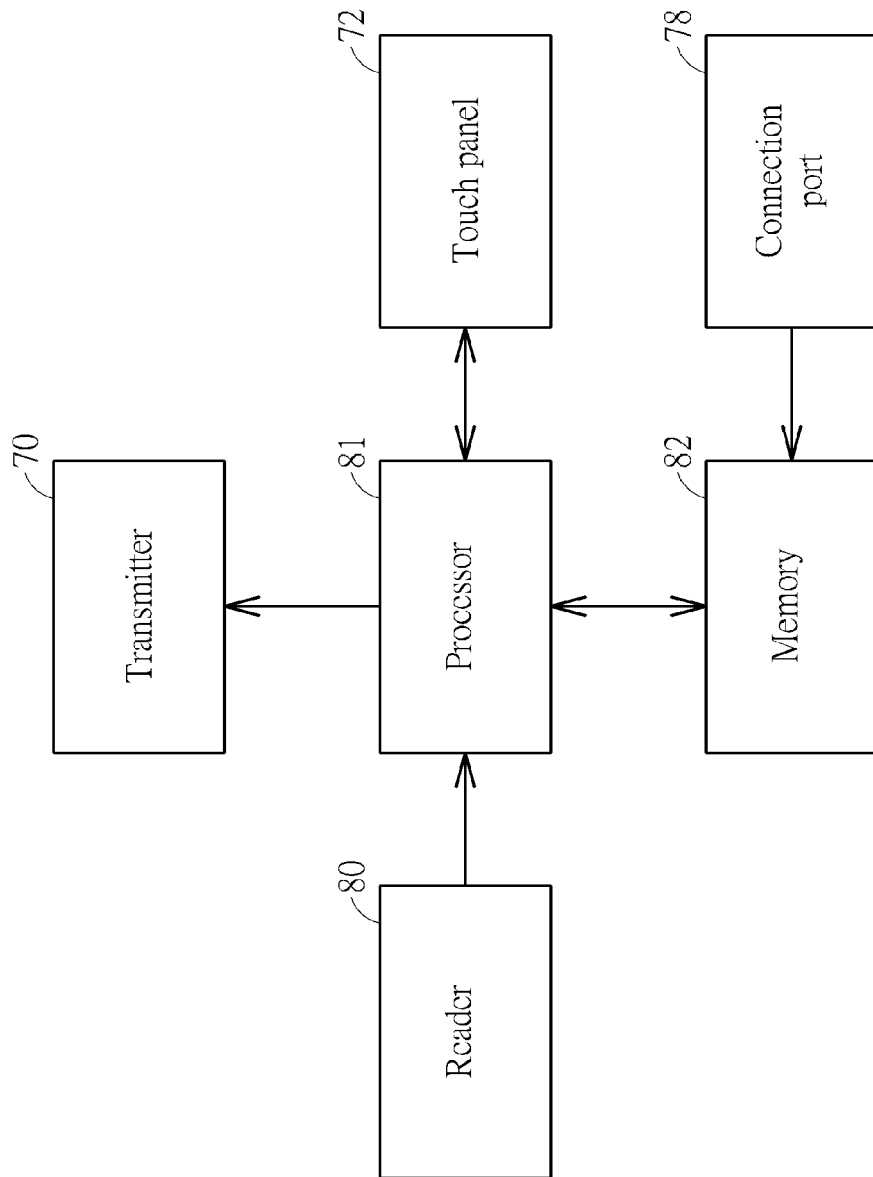 70
Transmitter
80
Reader
81
Processor
72
Touch panel
82
Memory
78
Connection
port